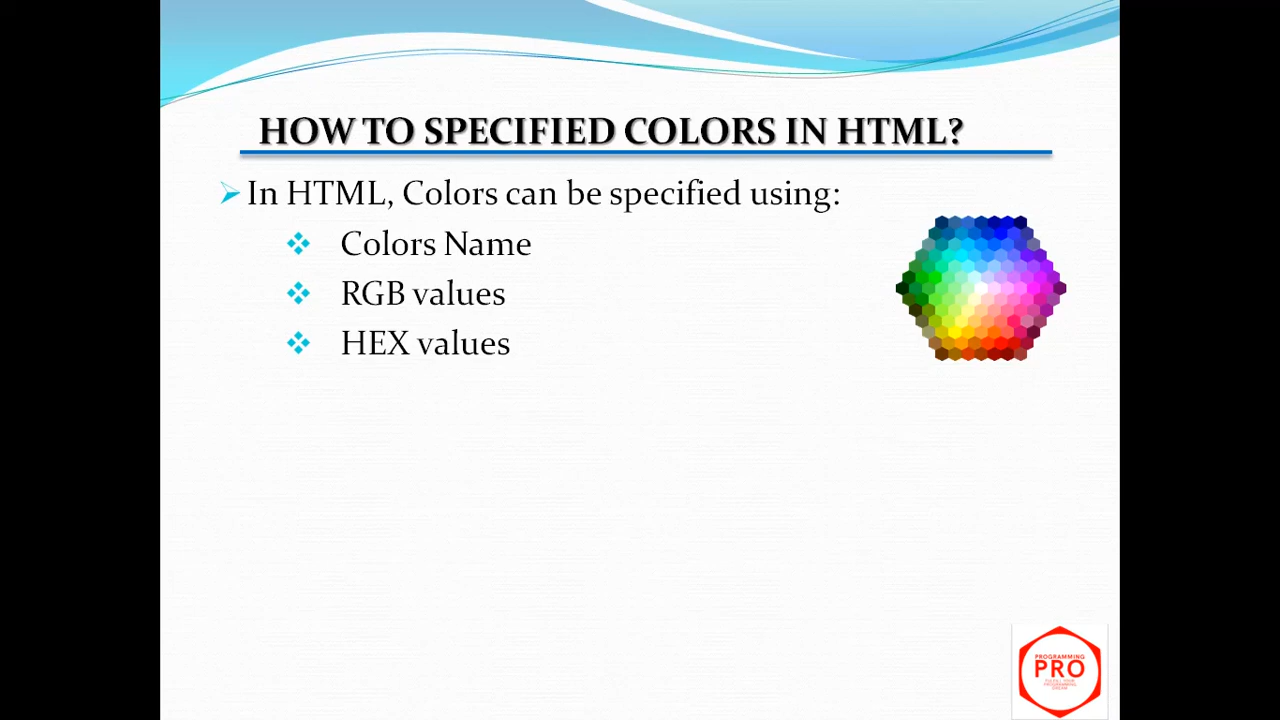 HOW TO SPECIFIED COLORS IN HTML?
In HTML, Colors can be specified using:
Colors Name
RGB values
HEX values
PROGRAMMING
PRO